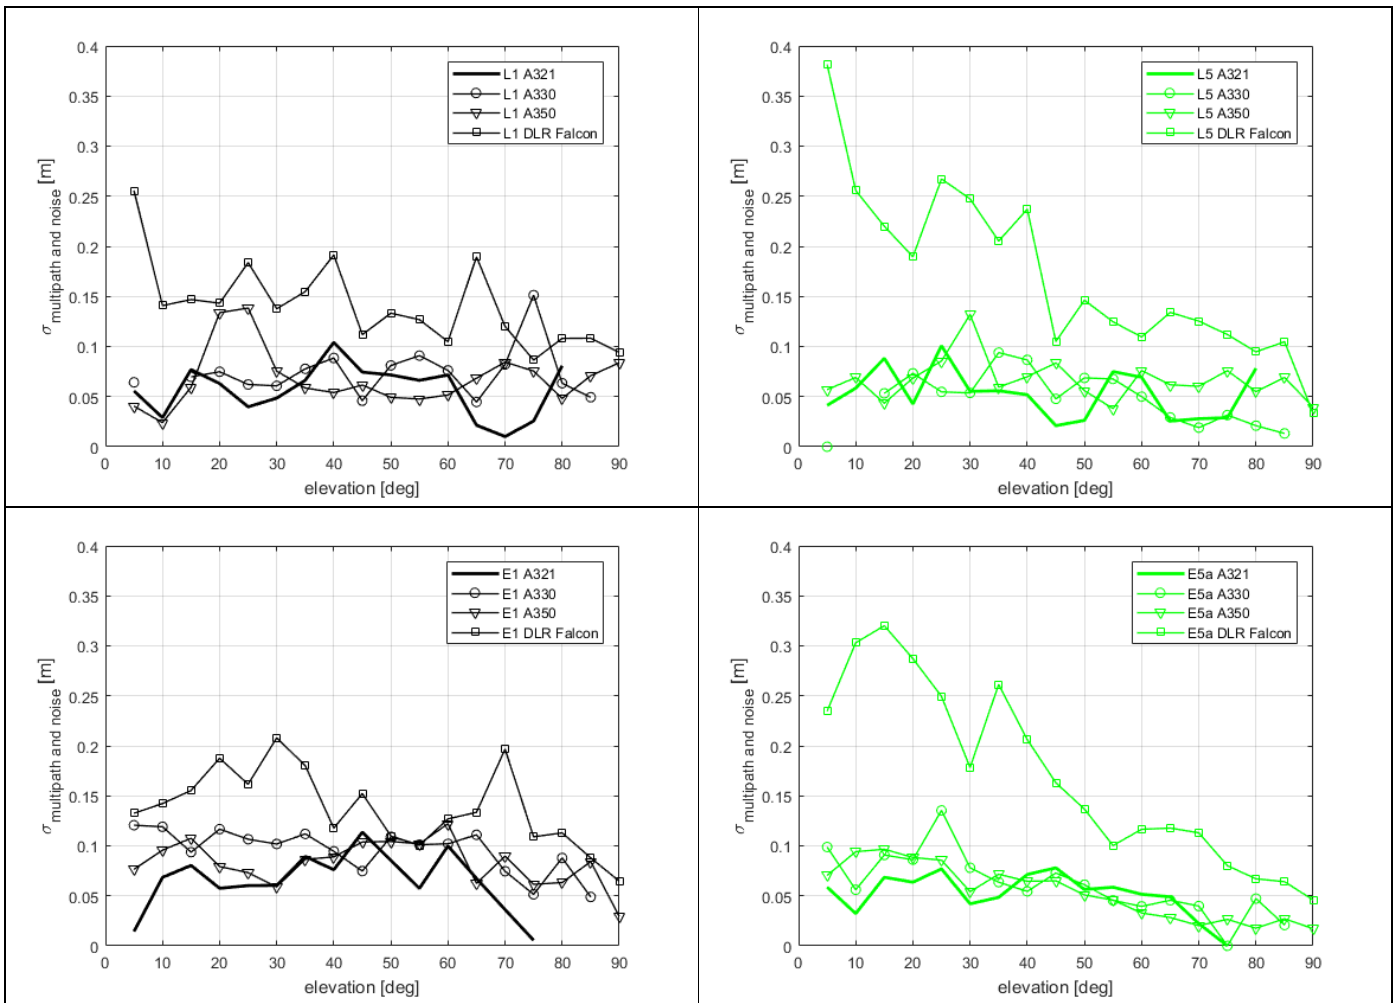 0.4
0.35
0.3
0.25
0.2
0.15
0.1
0.05
0
σ multipath and noise [m]
L1 A321
L1 A330
L1 A350
L1 DLR Falcon
0 10 20 30 40 50 60 70 80 90
elevation [deg]
0.4
0.35
0.3
0.25
0.2
0.15
0.1
0.05
0
σ multipath and noise [m]
L5 A321
L5 A330
L5 A350
L5 DLR Falcon
0 10 20 30 40 50 60 70 80 90
elevation [deg]
0.4
0.35
0.3
0.25
0.2
0.15
0.1
0.05
0
σ multipath and noise [m]
E1 A321
E1 A330
E1 A350
E1 DLR Falcon
0 10 20 30 40 50 60 70 80 90
elevation [deg]
0.4
0.35
0.3
0.25
0.2
0.15
0.1
0.05
0
σ multipath and noise [m]
E5a A321
E5a A330
E5a A350
E5a DLR Falcon
0 10 20 30 40 50 60 70 80 90
elevation [deg]